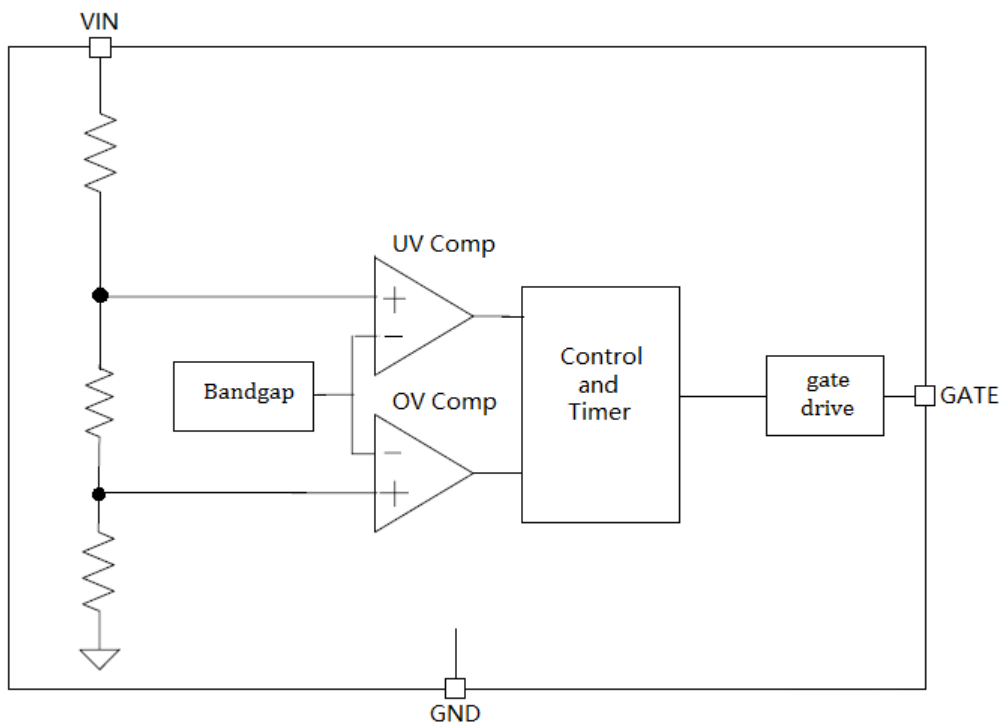 VIN
UV Comp
+
−
Bandgap
OV Comp
−
+
Control
and
Timer
gate
drive
GATE
GND